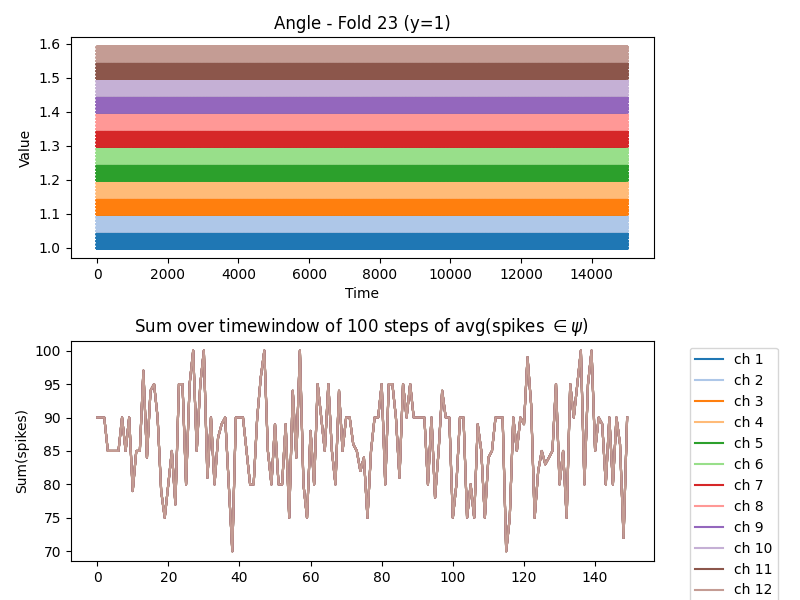 Angle - Fold 23 (y=1)
Value
1.6
1.5
1.4
1.3
1.2
1.1
1.0
0 2000 4000 6000 8000 10000 12000 14000
Time
Sum over timewindow of 100 steps of avg(spikes ∈ ψ)
Sum(spikes)
100
95
90
85
80
75
70
0 20 40 60 80 100 120 140
ch 1
ch 2
ch 3
ch 4
ch 5
ch 6
ch 7
ch 8
ch 9
ch 10
ch 11
ch 12